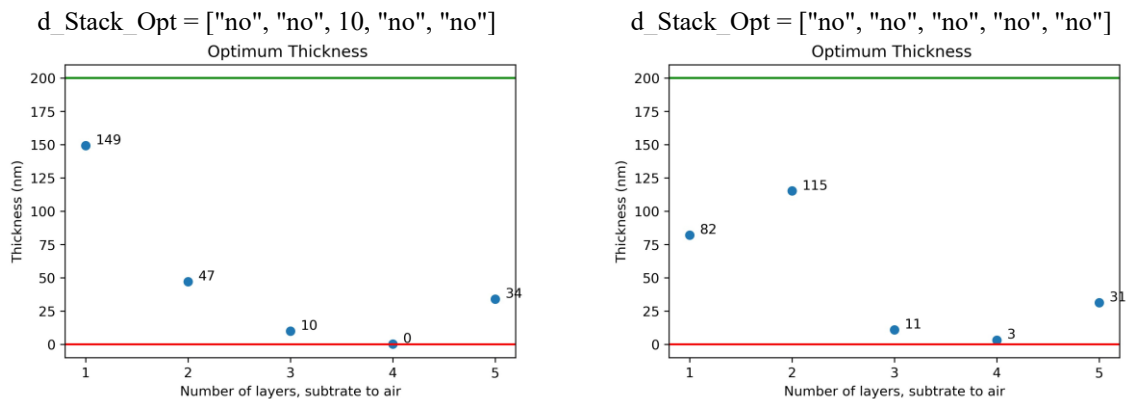 d_Stack_Opt = ["no", "no", 10, "no", "no"]
Optimum Thickness
200
175
150
125
100
75
50
25
0
Thickness (nm)
149
47
10
0
34
1 2 3 4 5
Number of layers, subtrate to air
d_Stack_Opt = ["no", "no", "no", "no", "no"]
Optimum Thickness
200
175
150
125
100
75
50
25
0
Thickness (nm)
82
115
11
3
31
1 2 3 4 5
Number of layers, subtrate to air